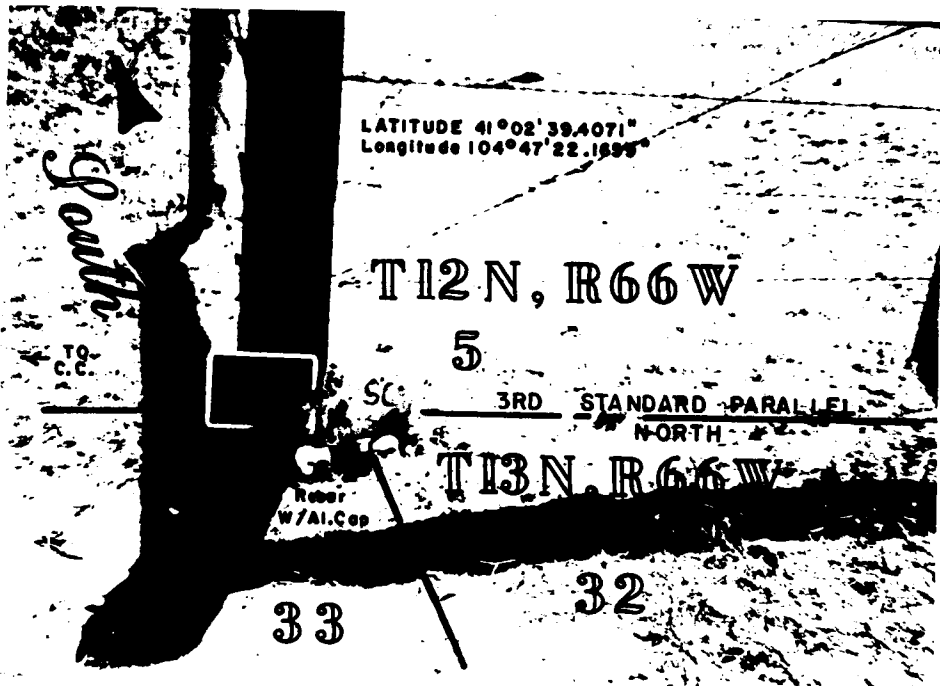 LATITUDE 41°02'39.4071"
Longitude 104°47'22.1699"
South
T12N, R66W
5
← TO
C.C.
SC
3RD STANDARD PARALLEL
NORTH
T13N, R66W
Rebar
W/Al.Cap
33
32